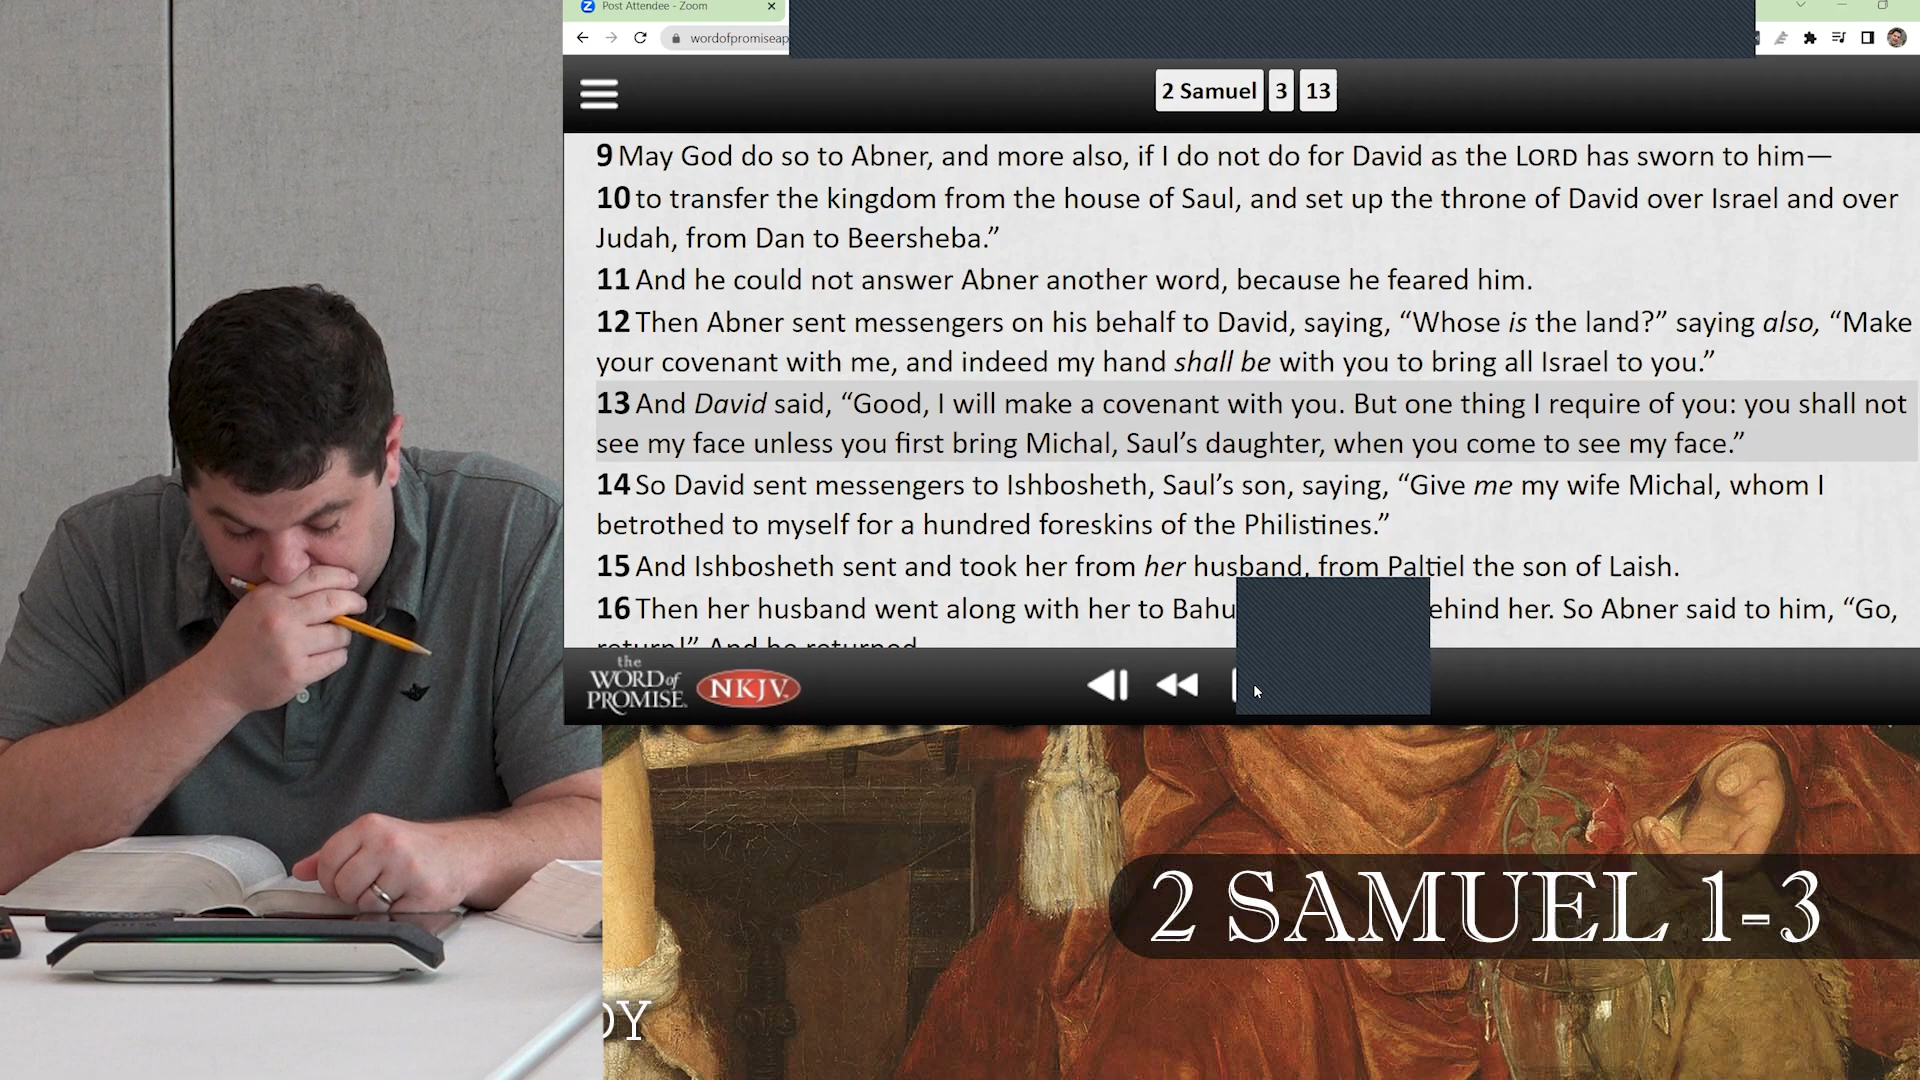 Post Attendee - Zoom
wordofpromiseap
2 Samuel 3 13
9 May God do so to Abner, and more also, if I do not do for David as the LORD has sworn to him—
10 to transfer the kingdom from the house of Saul, and set up the throne of David over Israel and over
Judah, from Dan to Beersheba.”
11 And he could not answer Abner another word, because he feared him.
12 Then Abner sent messengers on his behalf to David, saying, “Whose is the land?” saying also, “Make
your covenant with me, and indeed my hand shall be with you to bring all Israel to you.”
13 And David said, “Good, I will make a covenant with you. But one thing I require of you: you shall not
see my face unless you first bring Michal, Saul’s daughter, when you come to see my face.”
14 So David sent messengers to Ishbosheth, Saul’s son, saying, “Give me my wife Michal, whom I
betrothed to myself for a hundred foreskins of the Philistines.”
15 And Ishbosheth sent and took her from her husband, from Paltiel the son of Laish.
16 Then her husband went along with her to Bahu ehind her. So Abner said to him, “Go,
return!” And he returned
the
WORD of
PROMISE
NKJV
2 SAMUEL 1-3
DY